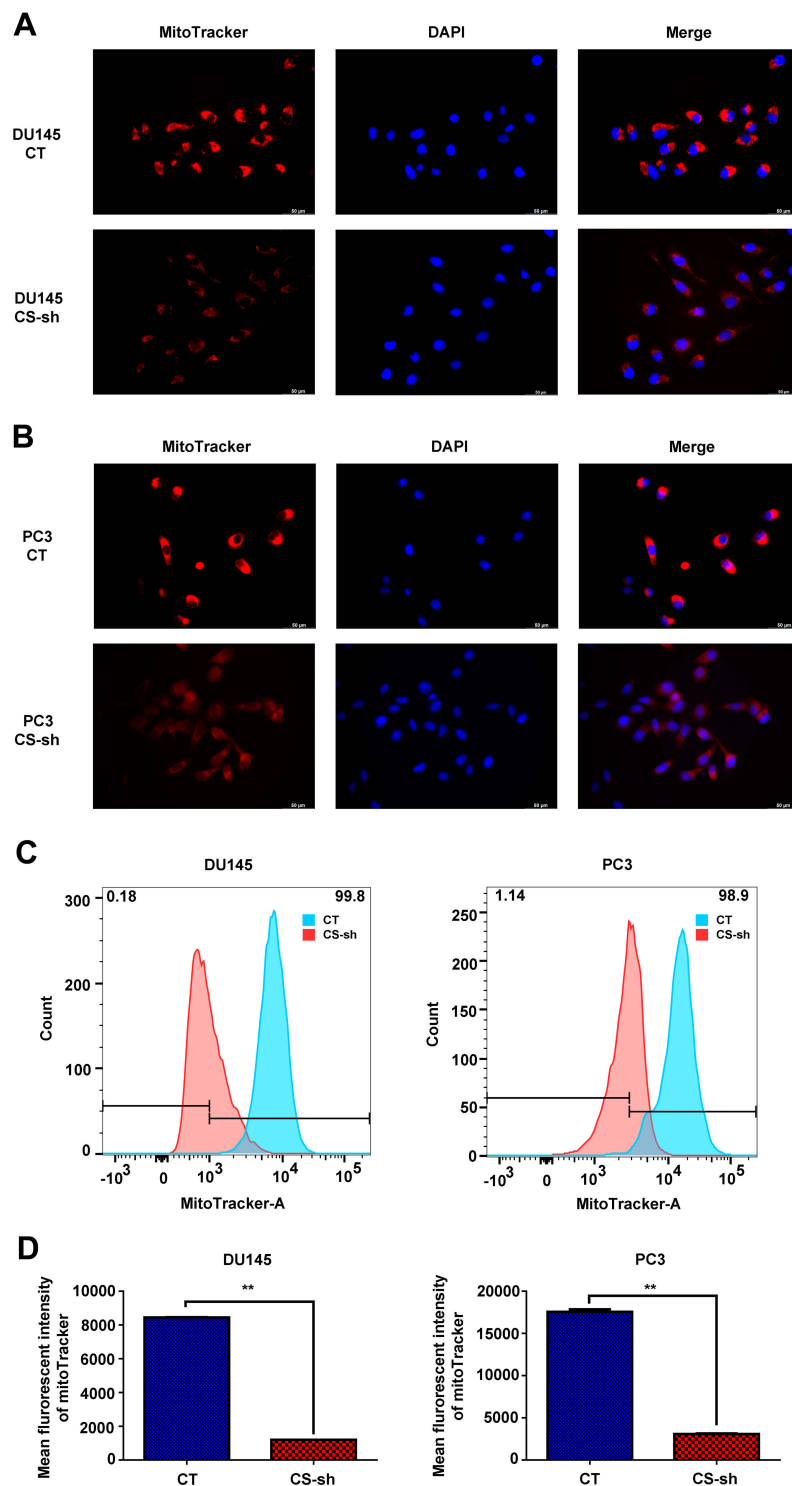 A
MitoTracker DAPI Merge
DU145
CT
50 μm 50 μm 50 μm
DU145
CS-sh
50 μm 50 μm 50 μm
B
MitoTracker DAPI Merge
PC3
CT
50 μm 50 μm 50 μm
PC3
CS-sh
50 μm 50 μm 50 μm
C
DU145
0.18 99.8
CT
CS-sh
300
200
100
0
Count
-10³ 0 10³ 10⁴ 10⁵
MitoTracker-A
PC3
1.14 98.9
CT
CS-sh
250
200
150
100
50
0
Count
-10³ 0 10³ 10⁴ 10⁵
MitoTracker-A
D
DU145
**
10000
8000
6000
4000
2000
0
Mean flurorescent intensity
of mitoTracker
CT CS-sh
PC3
**
20000
15000
10000
5000
0
Mean flurorescent intensity
of mitoTracker
CT CS-sh